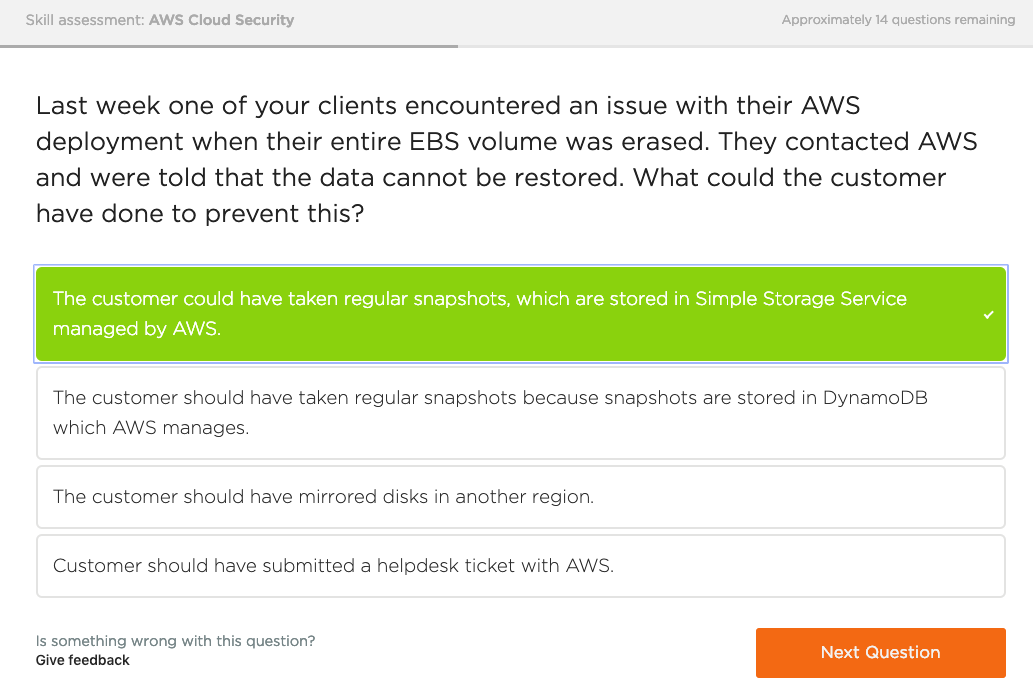 Skill assessment: AWS Cloud Security
Approximately 14 questions remaining
Last week one of your clients encountered an issue with their AWS
deployment when their entire EBS volume was erased. They contacted AWS
and were told that the data cannot be restored. What could the customer
have done to prevent this?
The customer could have taken regular snapshots, which are stored in Simple Storage Service
managed by AWS.
The customer should have taken regular snapshots because snapshots are stored in DynamoDB
which AWS manages.
The customer should have mirrored disks in another region.
Customer should have submitted a helpdesk ticket with AWS.
Is something wrong with this question?
Give feedback
Next Question